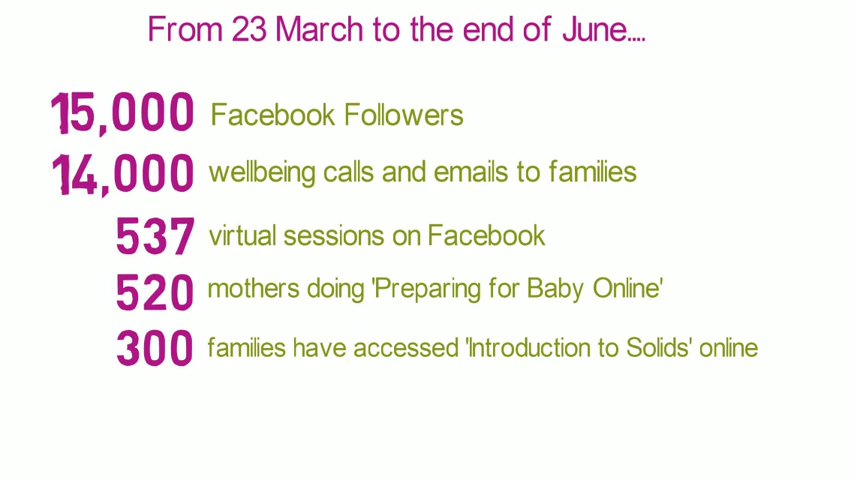 From 23 March to the end of June....
15,000 Facebook Followers
14,000 wellbeing calls and emails to families
537 virtual sessions on Facebook
520 mothers doing 'Preparing for Baby Online'
300 families have accessed 'Introduction to Solids' online